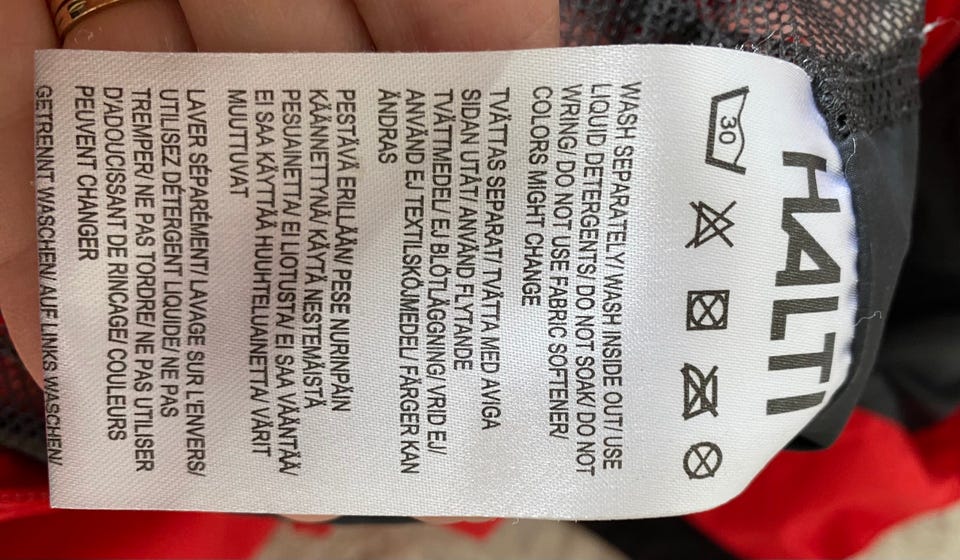 HALTI
30
WASH SEPARATELY/ WASH INSIDE OUT/ USE
LIQUID DETERGENTS/ DO NOT SOAK/ DO NOT
WRING/ DO NOT USE FABRIC SOFTENER/
COLORS MIGHT CHANGE
TVÄTTAS SEPARAT/ TVÄTTA MED AVIGA
SIDAN UTÅT/ ANVÄND FLYTANDE
TVÄTTMEDEL/ EJ BLÖTLÄGGNING/ VRID EJ/
ANVÄND EJ TEXTILSKÖJMEDEL/ FÄRGER KAN
ÄNDRAS
PESTÄVÄ ERILLÄÄN/ PESE NURINPÄIN
KÄÄNNETTYNÄ/ KÄYTÄ NESTEMÄISTÄ
PESUAINETTA/ EI LIOTUSTA/ EI SAA VÄÄNTÄÄ/
EI SAA KÄYTTÄÄ HUUHTELUAINETTA/ VÄRIT
MUUTTUVAT
LAVER SÉPARÉMENT/ LAVAGE SUR L'ENVERS/
UTILISEZ DÉTERGENT LIQUIDE/ NE PAS
TREMPER/ NE PAS TORDRE/ NE PAS UTILISER
D'ADOUCISSANT DE RINCAGE/ COULEURS
PEUVENT CHANGER
GETRENNT WASCHEN/ AUF LINKS WASCHEN/